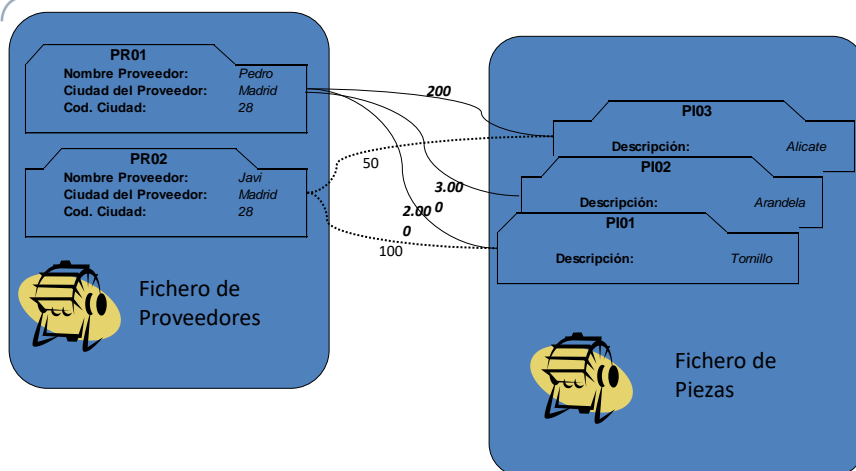 PR01
Nombre Proveedor: Pedro
Ciudad del Proveedor: Madrid
Cod. Ciudad: 28
PR02
Nombre Proveedor: Javi
Ciudad del Proveedor: Madrid
Cod. Ciudad: 28
Fichero de
Proveedores
200
50
3.00
0
2.00
0
100
PI03
Descripción: Alicate
PI02
Descripción: Arandela
PI01
Descripción: Tornillo
Fichero de
Piezas